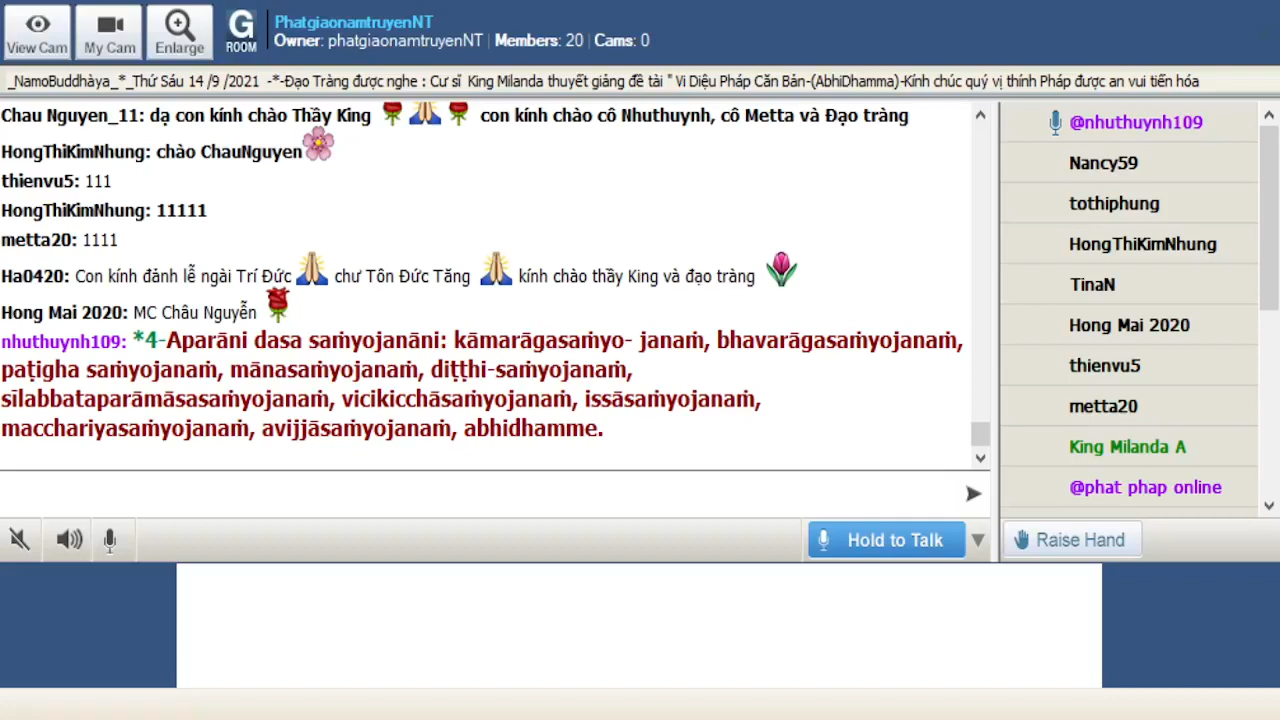 View Cam
My Cam
Enlarge
G
ROOM
PhatgiaonamtruyenNT
Owner: phatgiaonamtruyenNT | Members: 20 | Cams: 0
_NamoBuddhàya_*_Thứ Sáu 14 /9 /2021 -*-Đạo Tràng được nghe : Cư sĩ King Milanda thuyết giảng đề tài " Vi Diệu Pháp Căn Bản-(AbhiDhamma)-Kính chúc quý vị thính Pháp được an vui tiến hóa
Chau Nguyen_11: dạ con kính chào Thầy King con kính chào cô Nhuthuynh, cô Metta và Đạo tràng
HongThiKimNhung: chào ChauNguyen
thienvu5: 111
HongThiKimNhung: 11111
metta20: 1111
Ha0420: Con kính đảnh lễ ngài Trí Đức chư Tôn Đức Tăng kính chào thầy King và đạo tràng
Hong Mai 2020: MC Châu Nguyễn
nhuthuynh109: *4-Aparāni dasa saṁyojanāni: kāmarāgasaṁyo- janaṁ, bhavarāgasaṁyojanaṁ,
paṭigha saṁyojanaṁ, mānasaṁyojanaṁ, diṭṭhi-saṁyojanaṁ,
sīlabbataparāmāsasaṁyojanaṁ, vicikicchāsaṁyojanaṁ, issāsaṁyojanaṁ,
macchariyasaṁyojanaṁ, avijjāsaṁyojanaṁ, abhidhamme.
@nhuthuynh109
Nancy59
tothiphung
HongThiKimNhung
TinaN
Hong Mai 2020
thienvu5
metta20
King Milanda A
@phat phap online
Hold to Talk
Raise Hand